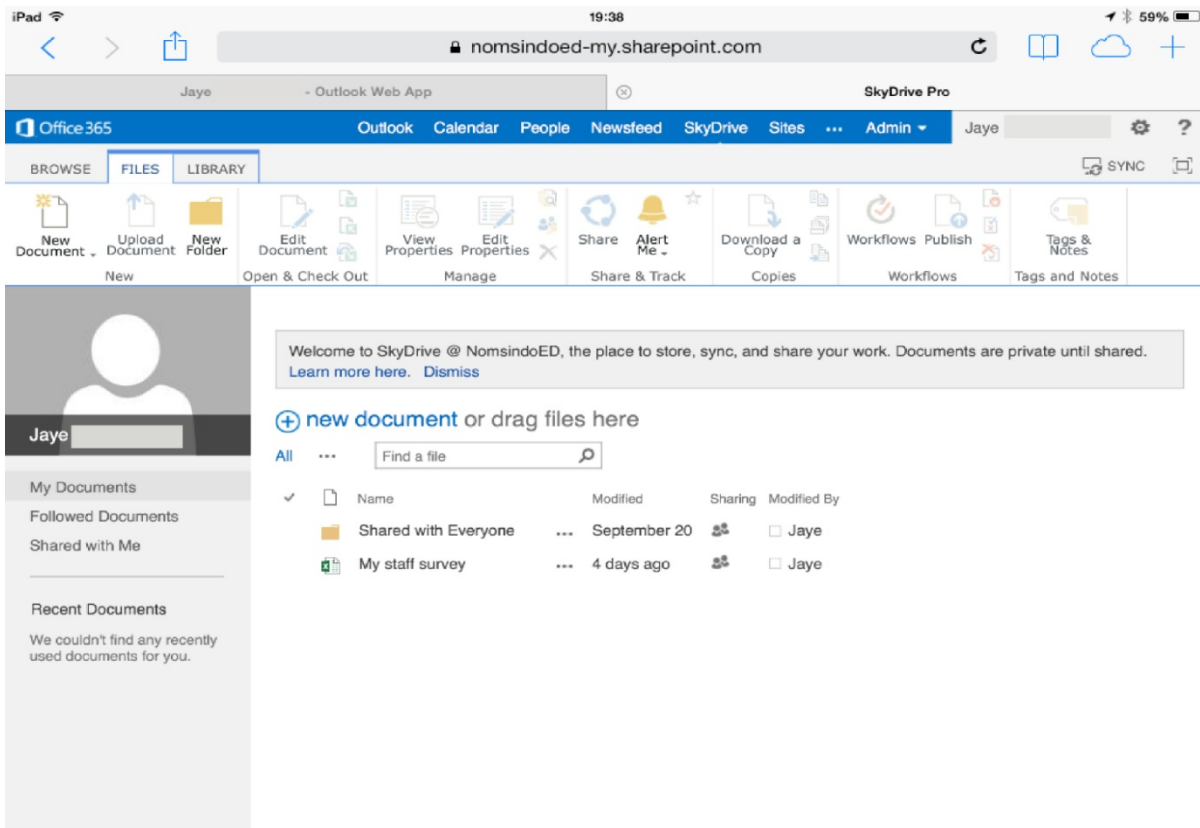 iPad 19:38 59%
nomsindoed-my.sharepoint.com
Jaye - Outlook Web App SkyDrive Pro
Office 365 Outlook Calendar People Newsfeed SkyDrive Sites ... Admin Jaye ?
BROWSE FILES LIBRARY SYNC
New Document
Upload Document
New Folder
Edit Document
View Properties
Edit Properties
Share
Alert Me
Download a Copy
Workflows
Publish
Tags & Notes
New Open & Check Out Manage Share & Track Copies Workflows Tags and Notes
Jaye
My Documents
Followed Documents
Shared with Me
Recent Documents
We couldn't find any recently
used documents for you.
Welcome to SkyDrive @ NomsindoED, the place to store, sync, and share your work. Documents are private until shared.
Learn more here. Dismiss
new document or drag files here
All ... Find a file
Name Modified Sharing Modified By
Shared with Everyone ... September 20 Jaye
My staff survey ... 4 days ago Jaye